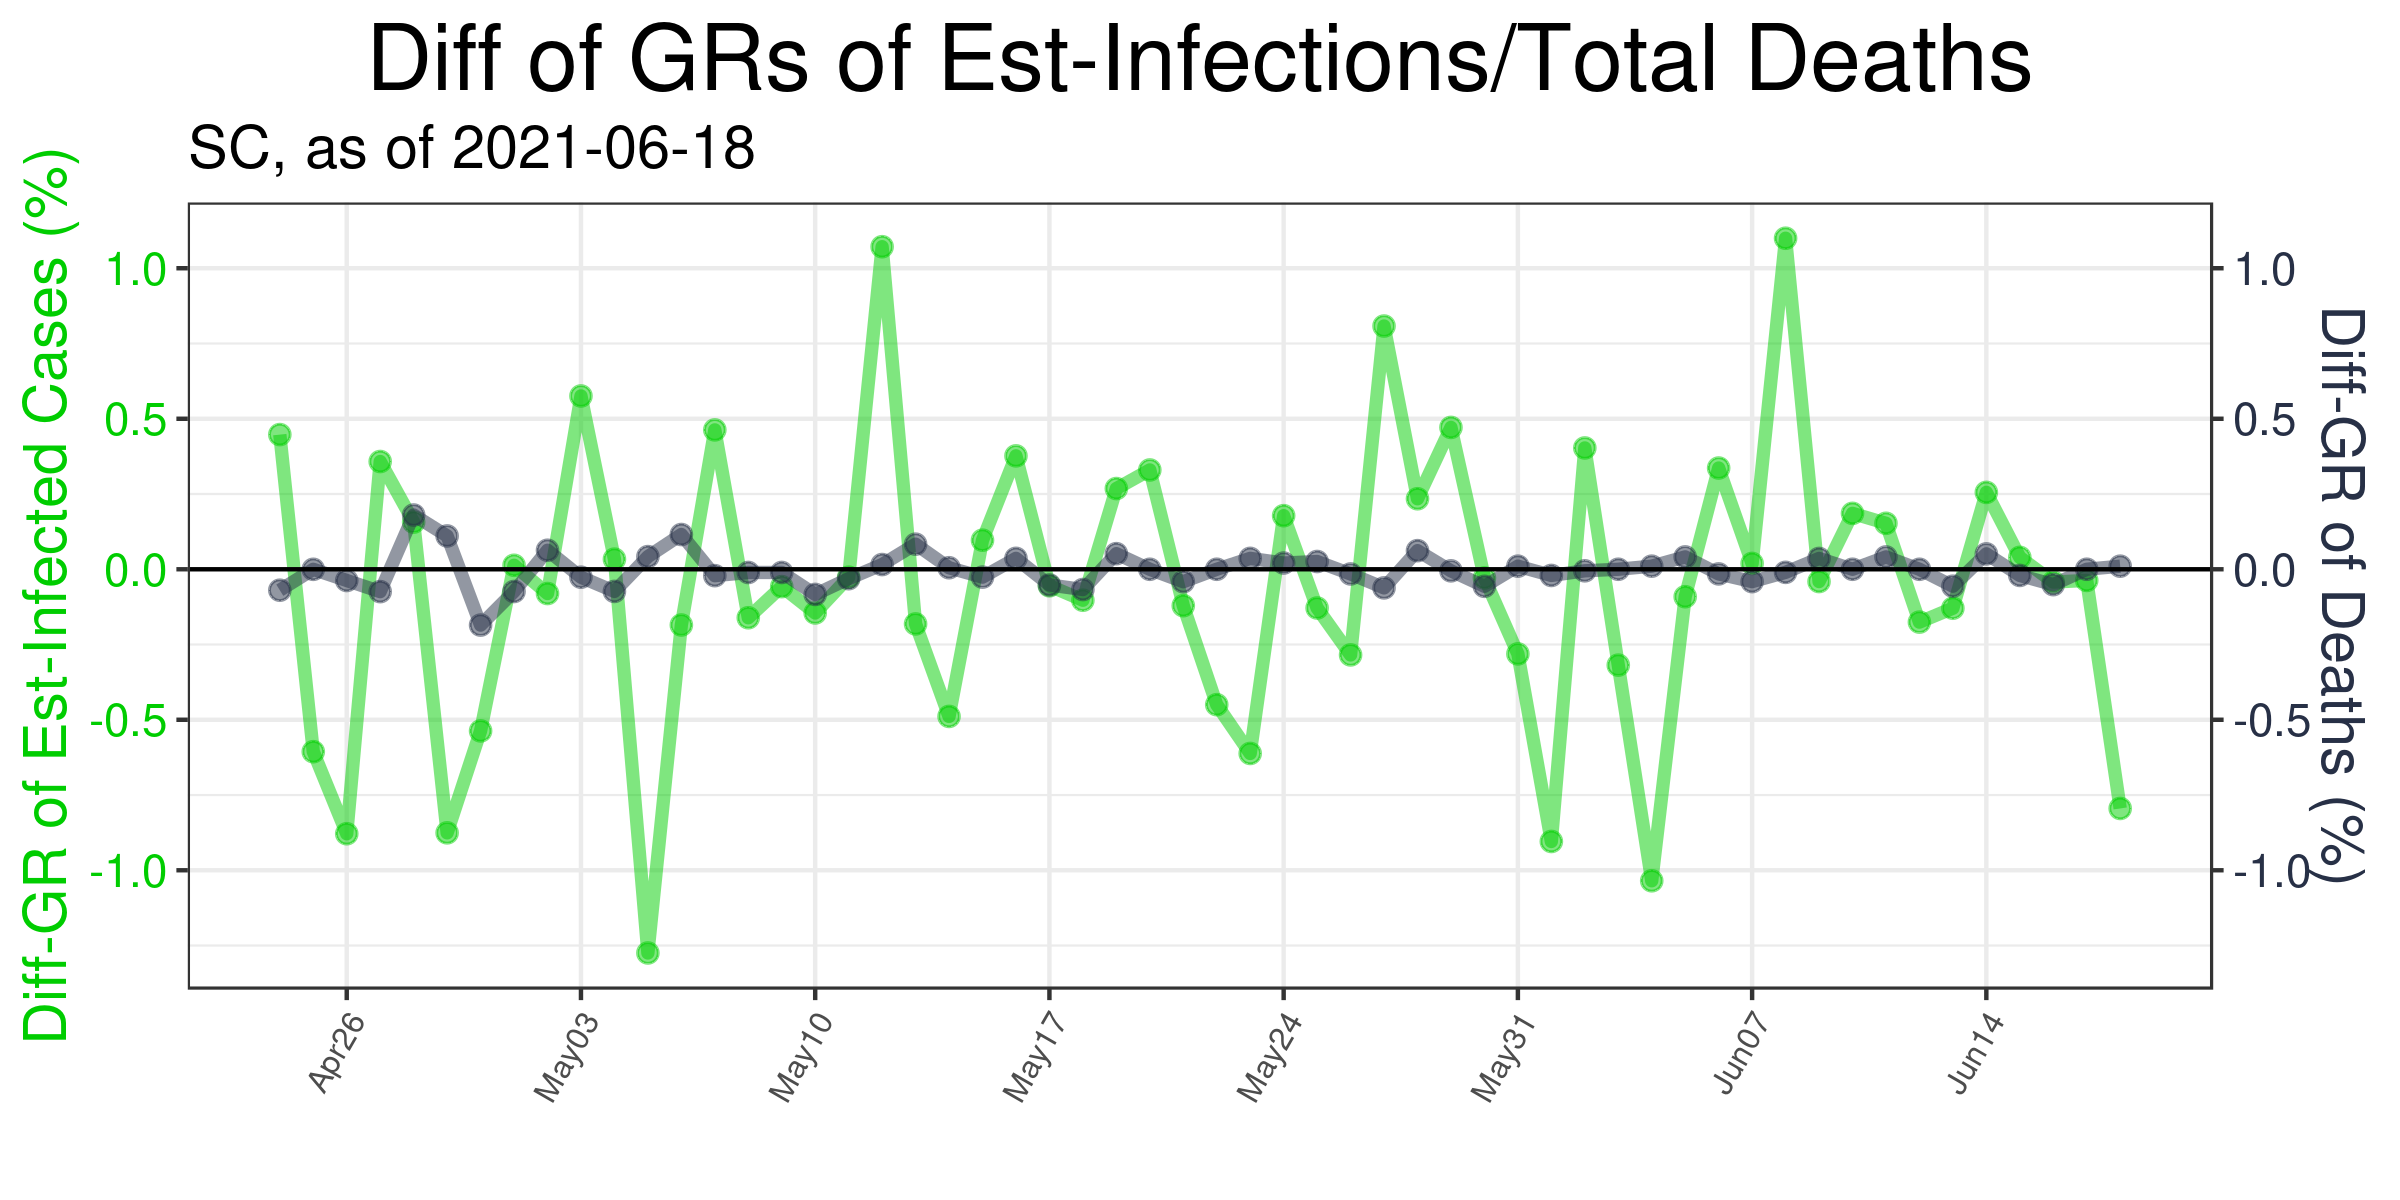 Diff of GRs of Est-Infections/Total Deaths
SC, as of 2021-06-18
Diff-GR of Est-Infected Cases (%)
1.0
0.5
0.0
-0.5
-1.0
1.0
0.5
0.0
-0.5
-1.0
Diff-GR of Deaths (%)
Apr26
May03
May10
May17
May24
May31
Jun07
Jun14